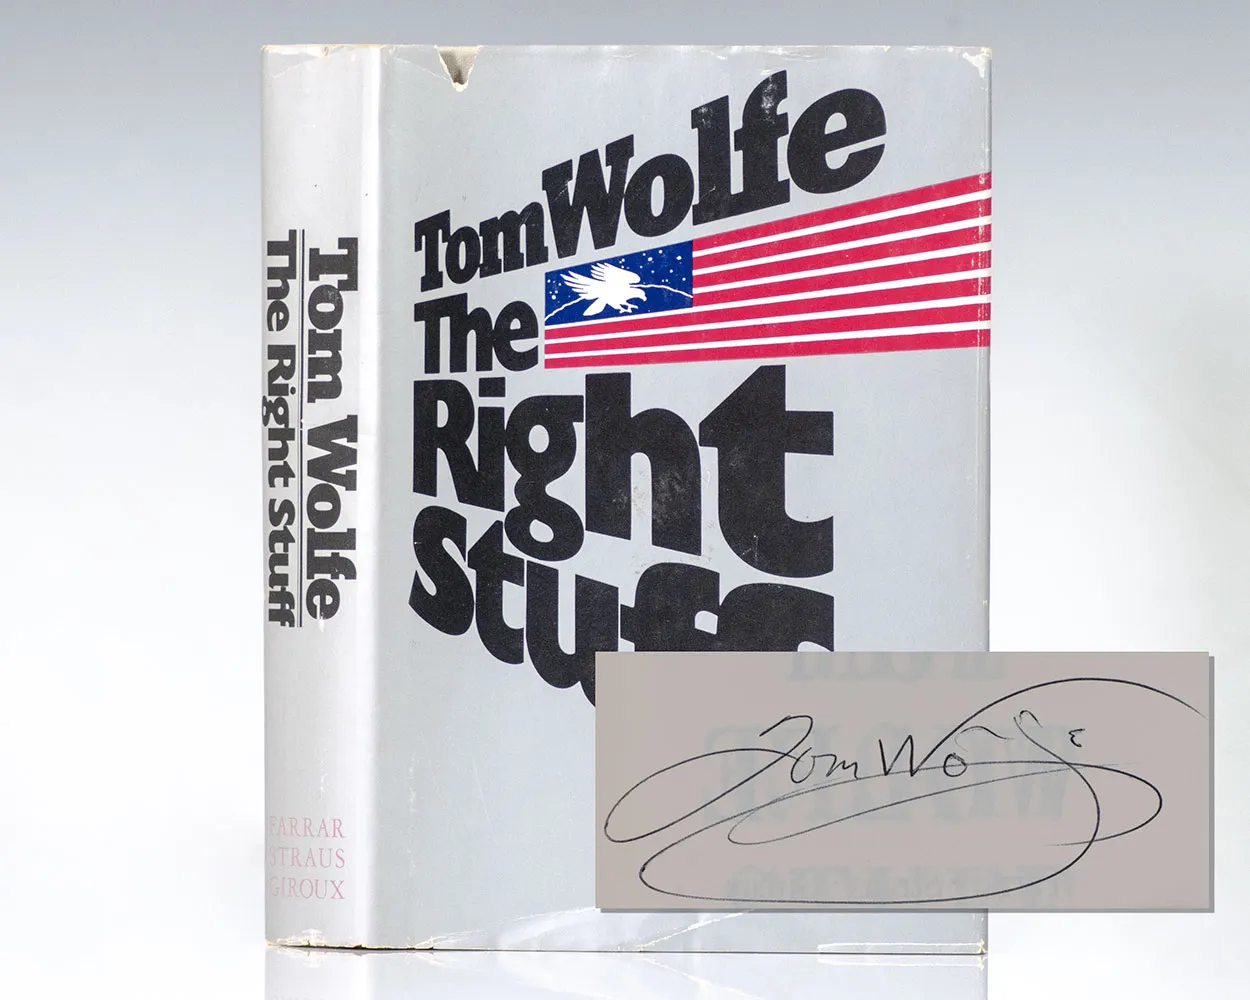 Tom Wolfe
The Right Stuff
FARRAR
STRAUS
GIROUX
Tom Wolfe
The
Right
Stuff
Tom Wolfe